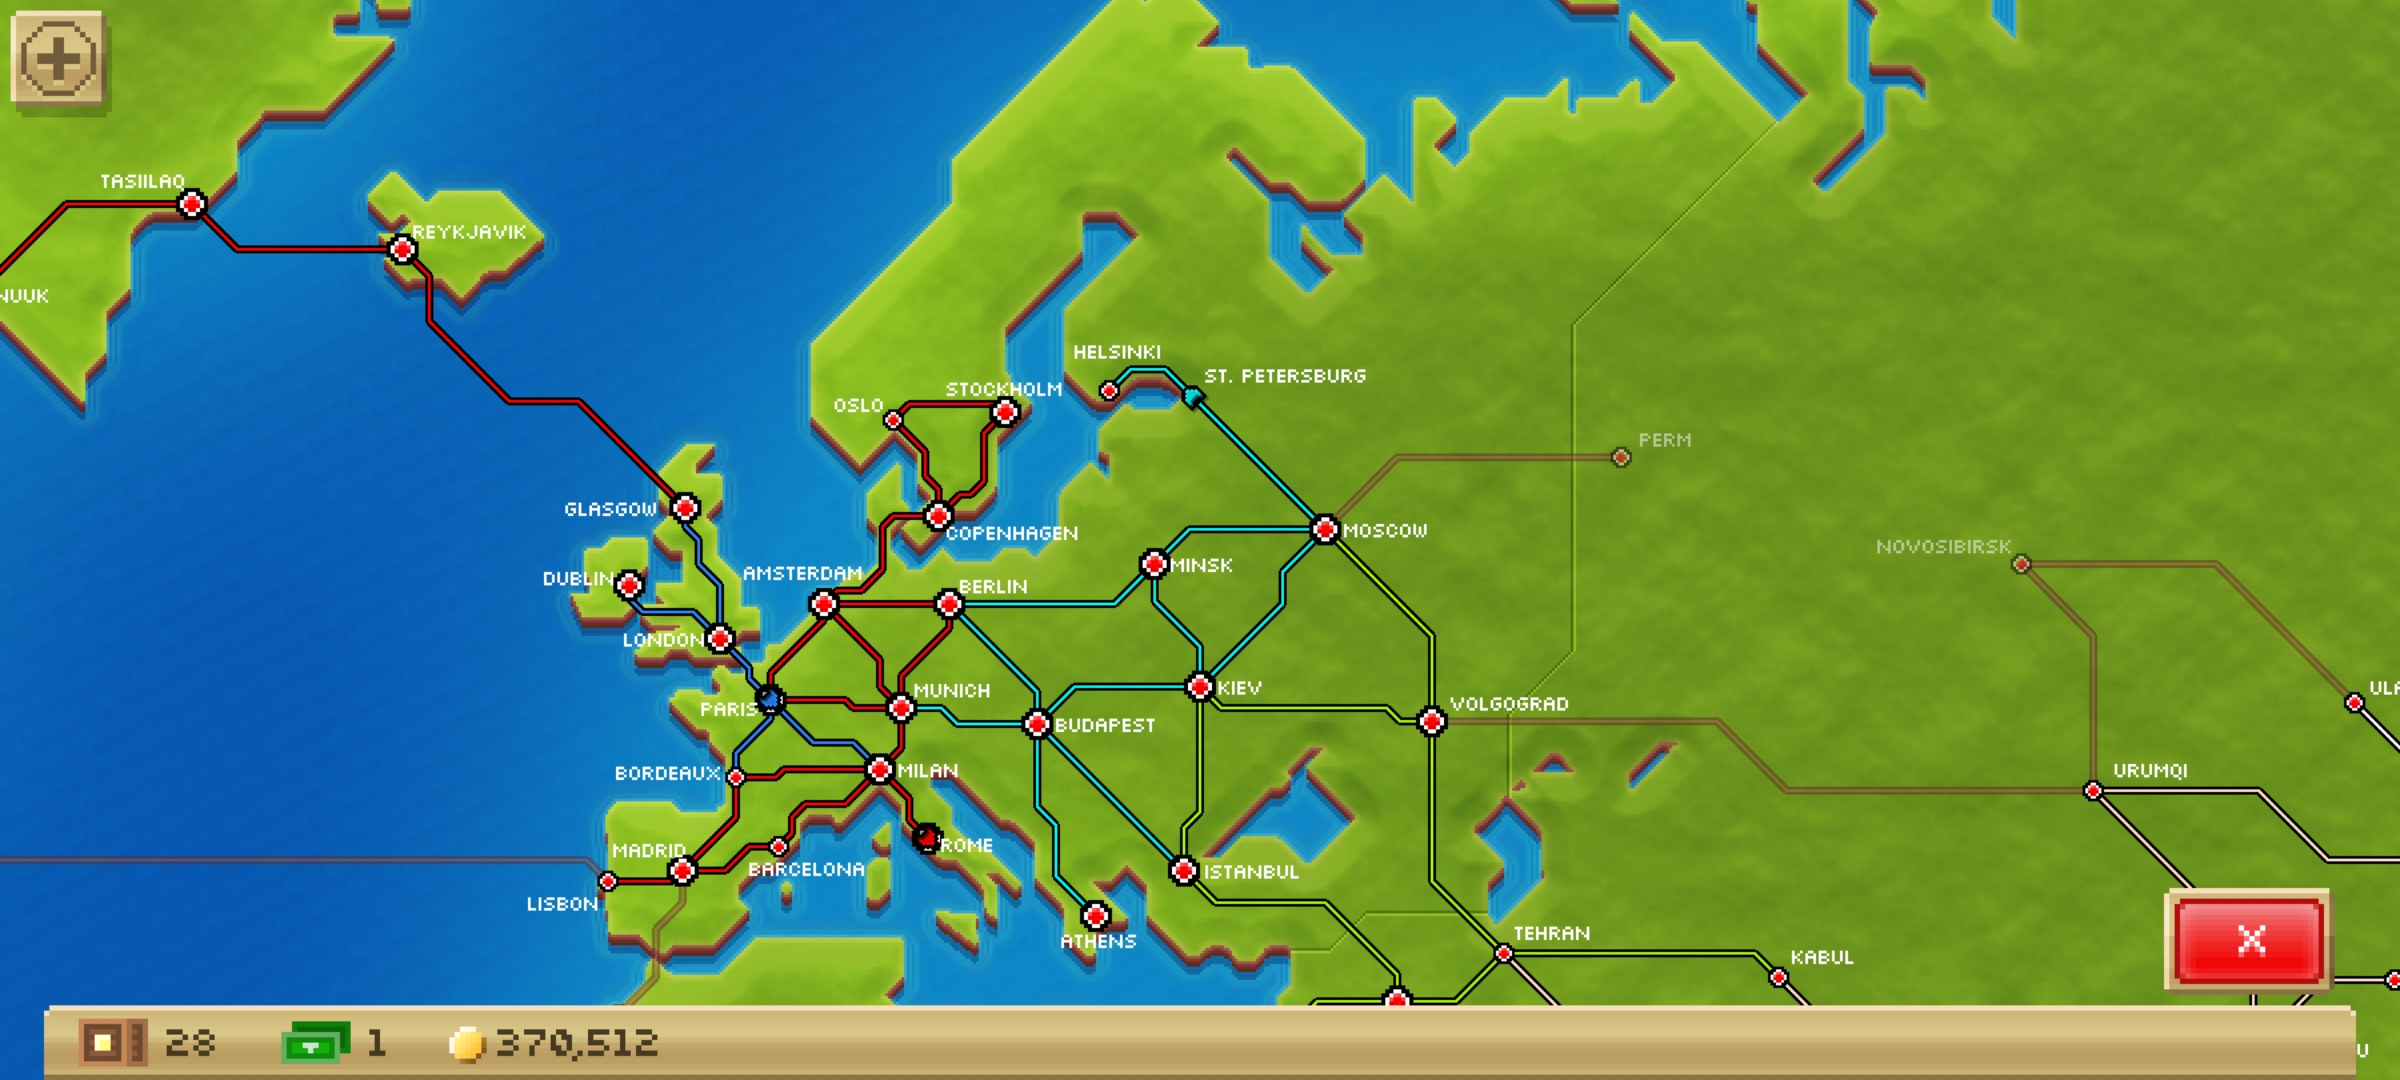 TASIILAQ
REYKJAVIK
NUUK
HELSINKI
ST. PETERSBURG
STOCKHOLM
OSLO
PERM
GLASGOW
COPENHAGEN
MOSCOW
NOVOSIBIRSK
MINSK
DUBLIN
AMSTERDAM
BERLIN
LONDON
MUNICH
KIEV
ULA
PARIS
VOLGOGRAD
BUDAPEST
BORDEAUX
MILAN
URUMQI
ROME
MADRID
BARCELONA
ISTANBUL
LISBON
ATHENS
TEHRAN
KABUL
X
28
1
370,512
U